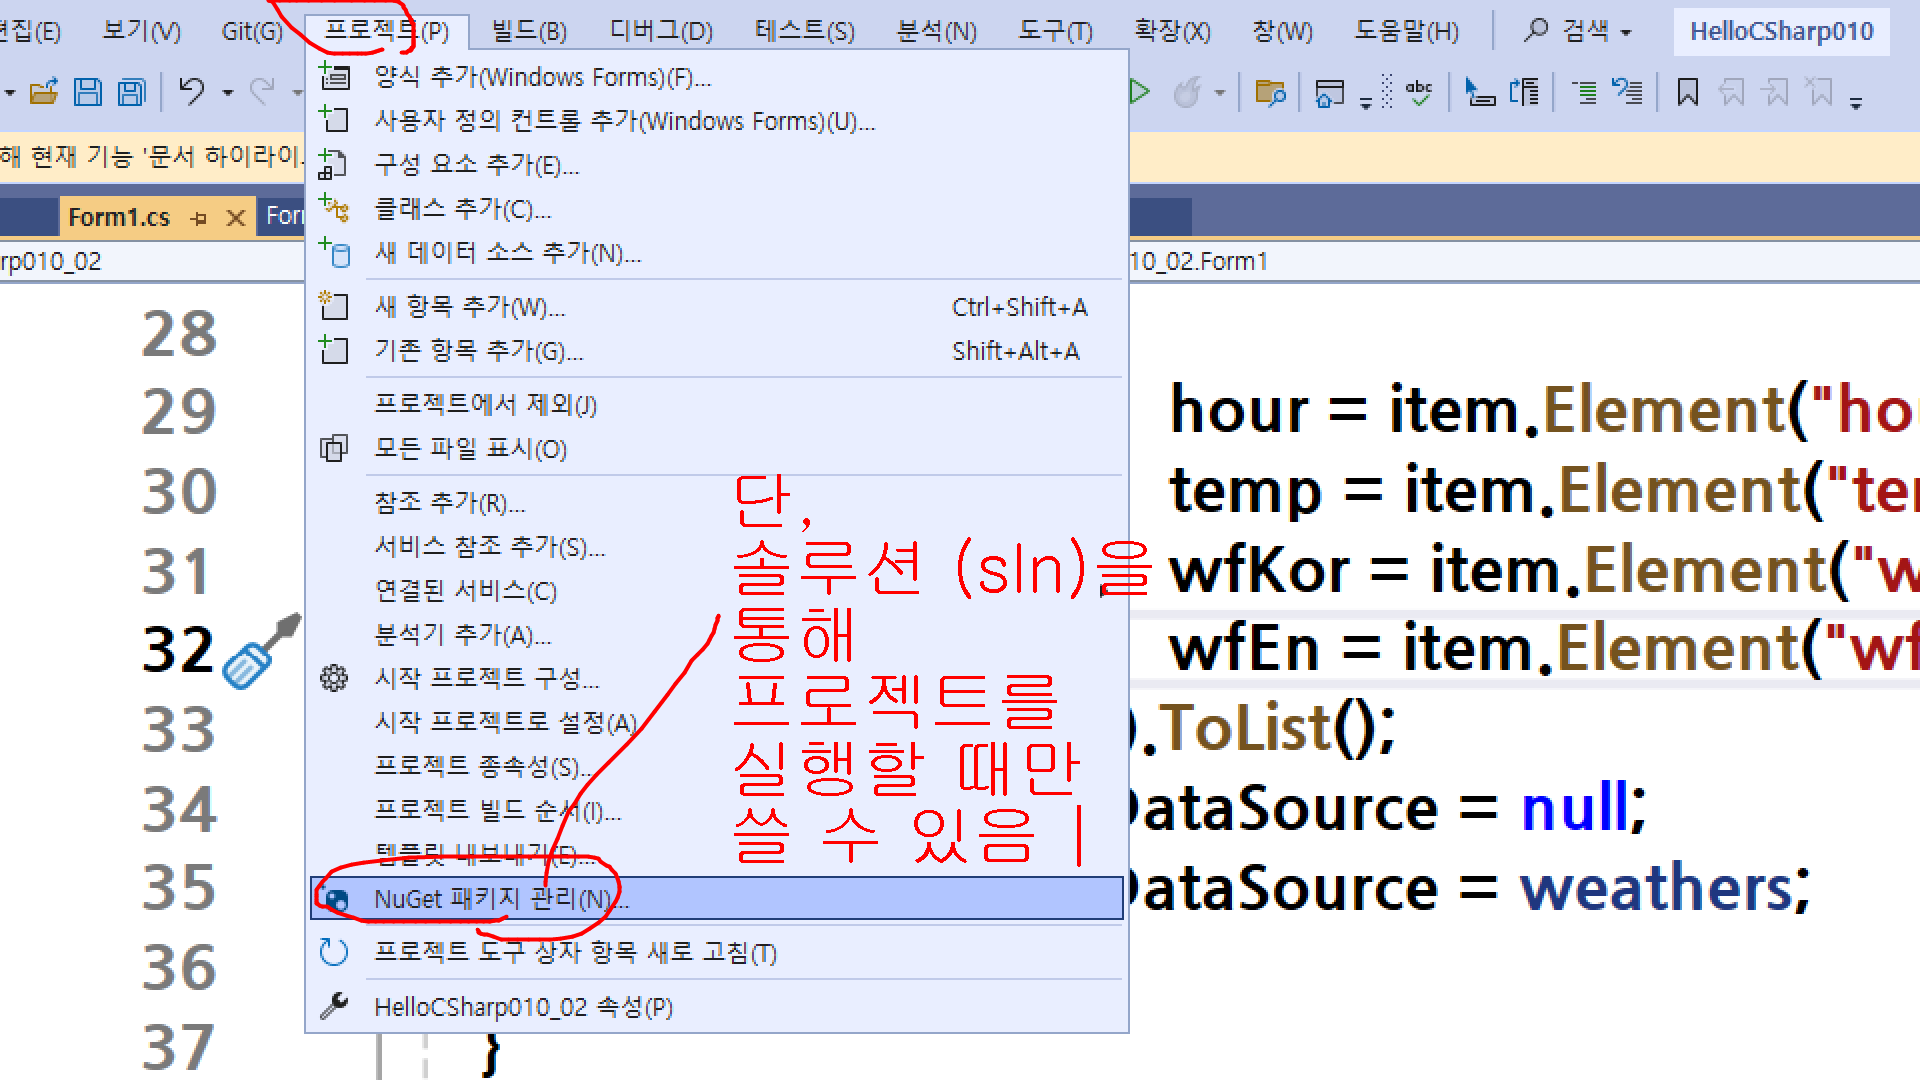 편집(E) 보기(V) Git(G) 프로젝트(P) 빌드(B) 디버그(D) 테스트(S) 분석(N) 도구(T) 확장(X) 창(W) 도움말(H) 검색 HelloCSharp010
abc
해 현재 기능 '문서 하이라이
Form1.cs For
rp010_02
10_02.Form1
양식 추가(Windows Forms)(F)...
사용자 정의 컨트롤 추가(Windows Forms)(U)...
구성 요소 추가(E)...
클래스 추가(C)...
새 데이터 소스 추가(N)...
새 항목 추가(W)... Ctrl+Shift+A
기존 항목 추가(G)... Shift+Alt+A
프로젝트에서 제외(J)
모든 파일 표시(O)
참조 추가(R)...
서비스 참조 추가(S)...
연결된 서비스(C)
분석기 추가(A)...
시작 프로젝트 구성...
시작 프로젝트로 설정(A)
프로젝트 종속성(S)...
프로젝트 빌드 순서(I)...
템플릿 내보내기(E)...
NuGet 패키지 관리(N)...
프로젝트 도구 상자 항목 새로 고침(T)
HelloCSharp010_02 속성(P)
단,
솔루션 (sln)을
통해
프로젝트를
실행할 때만
쓸 수 있음
28
29 hour = item.Element("ho
30 temp = item.Element("te
31 wfKor = item.Element("w
32 wfEn = item.Element("wf
33 ).ToList();
34 DataSource = null;
35 DataSource = weathers;
36
37 }